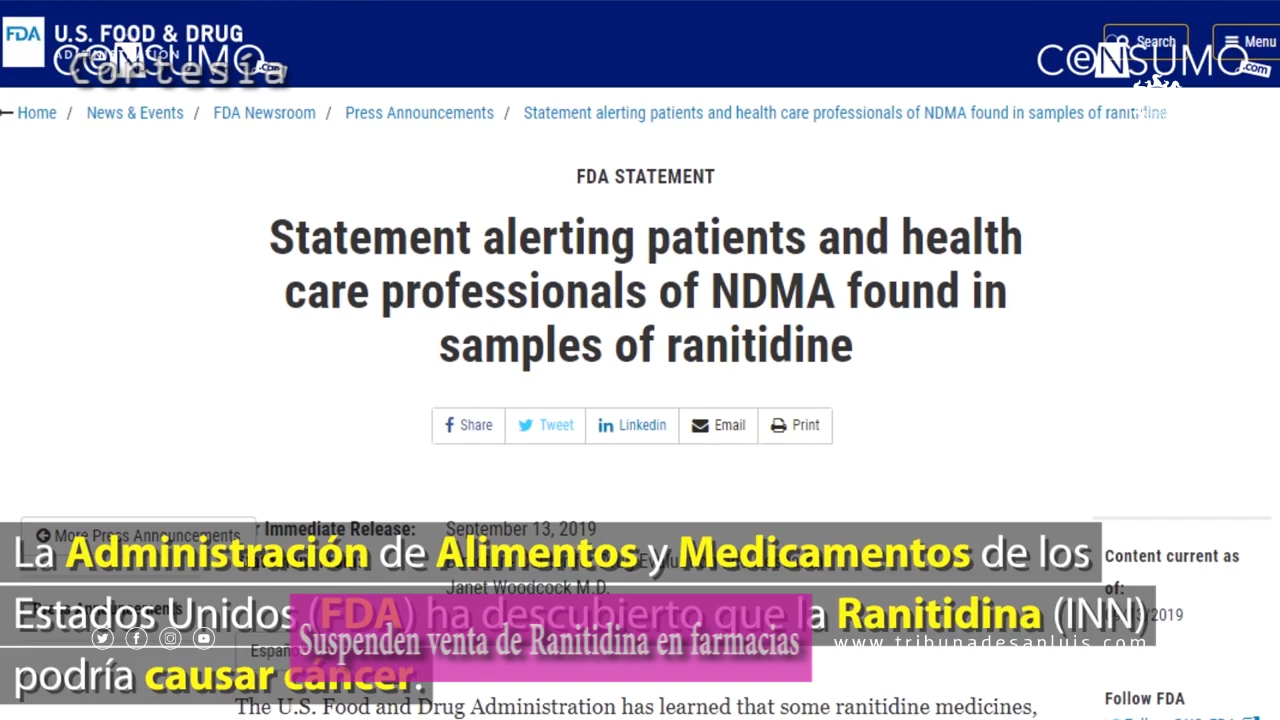 FDA U.S. FOOD & DRUG
ADMINISTRATION
CONSUMO.com
Cortesía
Search
Menu
CONSUMO.com
Home / News & Events / FDA Newsroom / Press Announcements / Statement alerting patients and health care professionals of NDMA found in samples of ranitidine
FDA STATEMENT
Statement alerting patients and health
care professionals of NDMA found in
samples of ranitidine
Share
Tweet
Linkedin
Email
Print
More Press Announcements
Immediate Release:
September 13, 2019
La Administración de Alimentos y Medicamentos de los
Janet Woodcock M.D.
Estados Unidos (FDA) ha descubierto que la Ranitidina (INN)
Suspenden venta de Ranitidina en farmacias
podría causar cáncer.
Content current as
of:
www.tribunadesanluis.com
Follow FDA
The U.S. Food and Drug Administration has learned that some ranitidine medicines,